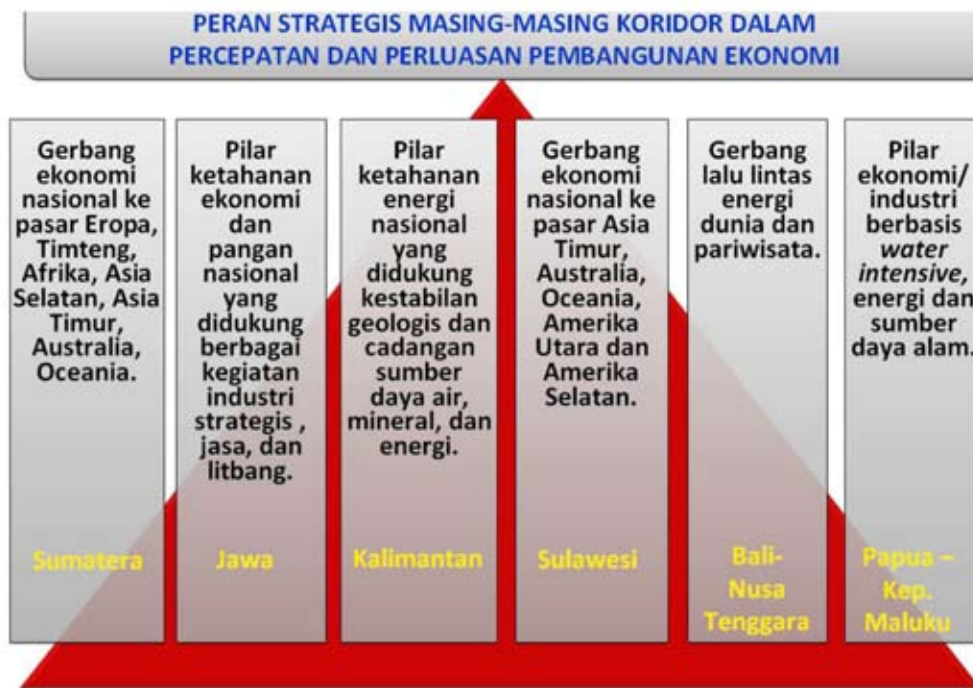 PERAN STRATEGIS MASING-MASING KORIDOR DALAM
PERCEPATAN DAN PERLUASAN PEMBANGUNAN EKONOMI
Gerbang
ekonomi
nasional ke
pasar Eropa,
Timteng,
Afrika, Asia
Selatan, Asia
Timur,
Australia,
Oceania.
Sumatera
Pilar
ketahanan
ekonomi
dan
pangan
nasional
yang
didukung
berbagai
kegiatan
industri
strategis ,
jasa, dan
litbang.
Jawa
Pilar
ketahanan
energi
nasional
yang
didukung
kestabilan
geologis dan
cadangan
sumber
daya air,
mineral, dan
energi.
Kalimantan
Gerbang
ekonomi
nasional ke
pasar Asia
Timur,
Australia,
Oceania,
Amerika
Utara dan
Amerika
Selatan.
Sulawesi
Gerbang
lalu lintas
energi
dunia dan
pariwisata.
Bali-
Nusa
Tenggara
Pilar
ekonomi/
industri
berbasis
water
intensive,
energi dan
sumber
daya alam.
Papua –
Kep.
Maluku